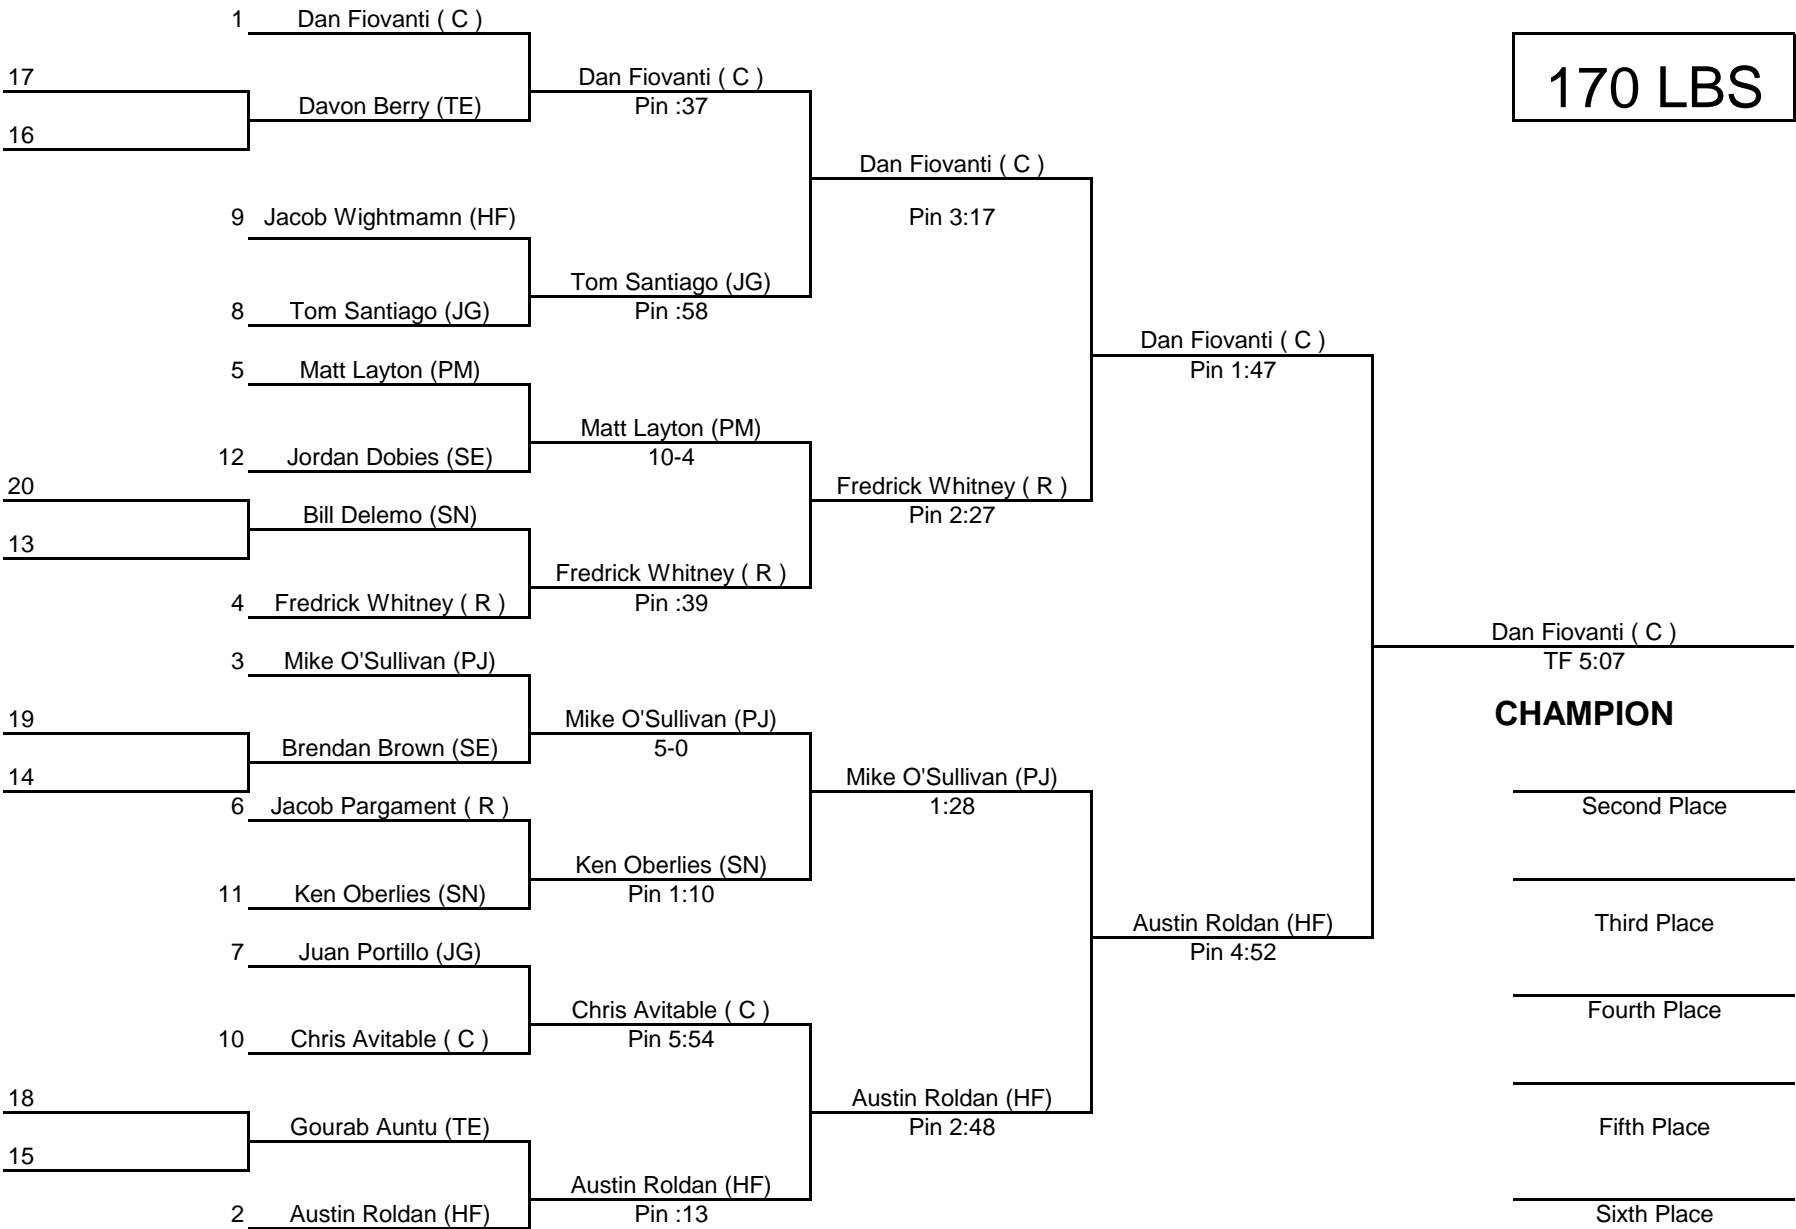 1 Dan Fiovanti ( C )
17 Dan Fiovanti ( C )
170 LBS
Davon Berry (TE) Pin :37
16
Dan Fiovanti ( C )
9 Jacob Wightmamn (HF) Pin 3:17
Tom Santiago (JG)
8 Tom Santiago (JG) Pin :58
Dan Fiovanti ( C )
5 Matt Layton (PM) Pin 1:47
Matt Layton (PM)
12 Jordan Dobies (SE) 10-4
20 Fredrick Whitney ( R )
Bill Delemo (SN) Pin 2:27
13
Fredrick Whitney ( R )
4 Fredrick Whitney ( R ) Pin :39
Dan Fiovanti ( C )
3 Mike O'Sullivan (PJ) TF 5:07
19 Mike O'Sullivan (PJ) CHAMPION
Brendan Brown (SE) 5-0
14 Mike O'Sullivan (PJ)
6 Jacob Pargament ( R ) 1:28 Second Place
Ken Oberlies (SN)
11 Ken Oberlies (SN) Pin 1:10
Austin Roldan (HF) Third Place
7 Juan Portillo (JG) Pin 4:52
Chris Avitable ( C ) Fourth Place
10 Chris Avitable ( C ) Pin 5:54
18 Austin Roldan (HF)
Gourab Auntu (TE) Pin 2:48 Fifth Place
15
Austin Roldan (HF)
2 Austin Roldan (HF) Pin :13 Sixth Place